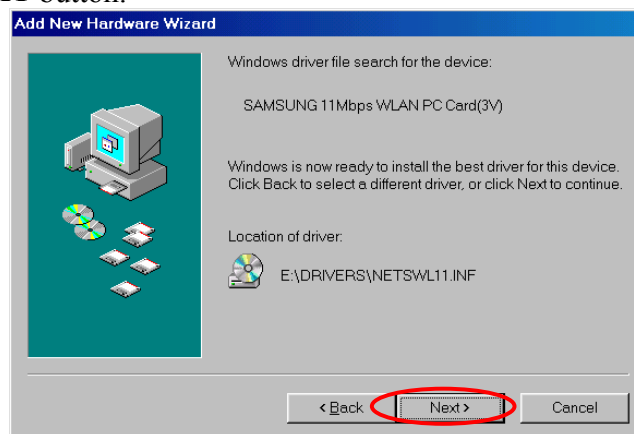 button.
Add New Hardware Wizard
Windows driver file search for the device:
SAMSUNG 11Mbps WLAN PC Card(3V)
Windows is now ready to install the best driver for this device.
Click Back to select a different driver, or click Next to continue.
Location of driver:
E:\DRIVERS\NETSWL11.INF
< Back
Next >
Cancel